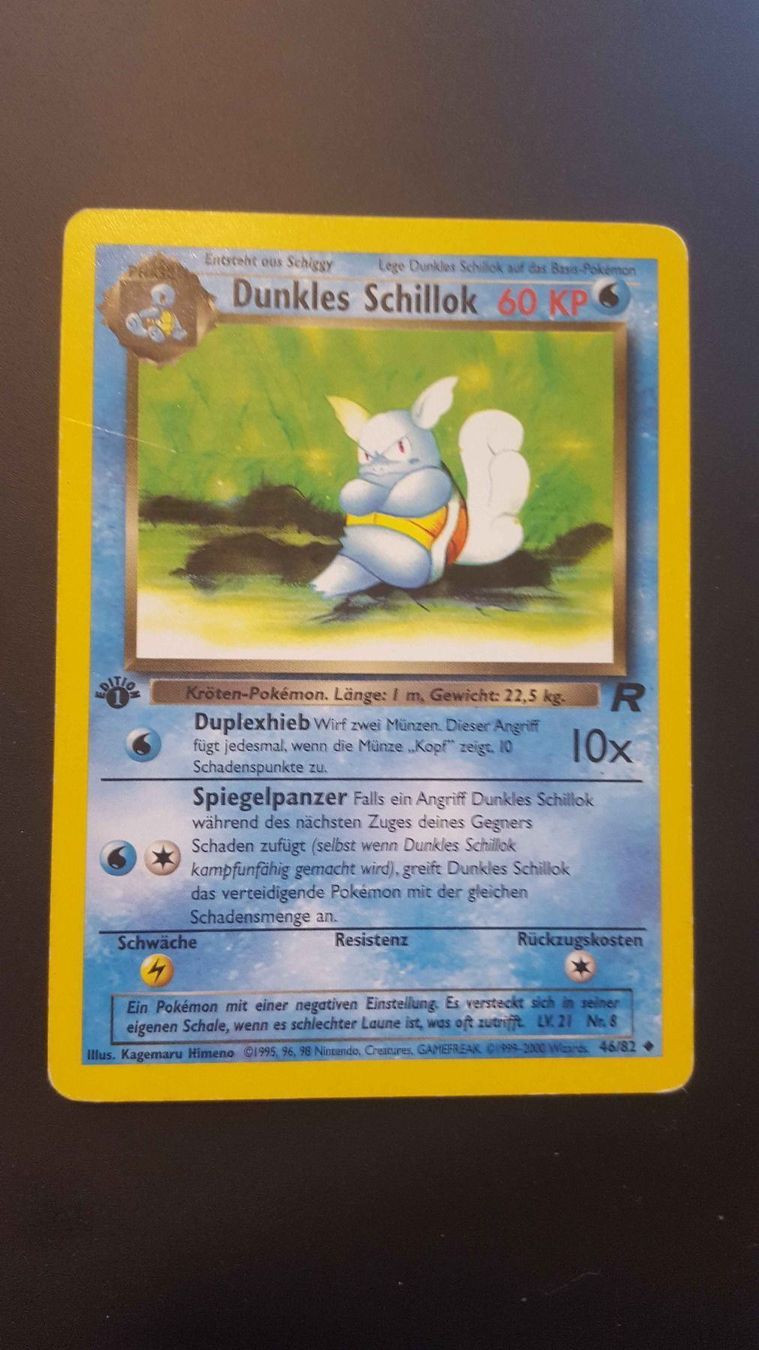 Entsteht aus Schiggy
Lege Dunkles Schillok auf das Basis-Pokémon
PHASE 1
Dunkles Schillok 60 KP
EDITION 1
Kröten-Pokémon. Länge: 1 m, Gewicht: 22,5 kg.
R
Duplexhieb Wirf zwei Münzen. Dieser Angriff
fügt jedesmal, wenn die Münze „Kopf" zeigt, 10
Schadenspunkte zu.
10x
Spiegelpanzer Falls ein Angriff Dunkles Schillok
während des nächsten Zuges deines Gegners
Schaden zufügt (selbst wenn Dunkles Schillok
kampfunfähig gemacht wird), greift Dunkles Schillok
das verteidigende Pokémon mit der gleichen
Schadensmenge an.
Schwäche Resistenz Rückzugskosten
Ein Pokémon mit einer negativen Einstellung. Es versteckt sich in seiner
eigenen Schale, wenn es schlechter Laune ist, was oft zutrifft. LV. 21 Nr. 8
Illus. Kagemaru Himeno ©1995, 96, 98 Nintendo, Creatures, GAMEFREAK. ©1999-2000 Wizards. 46/82